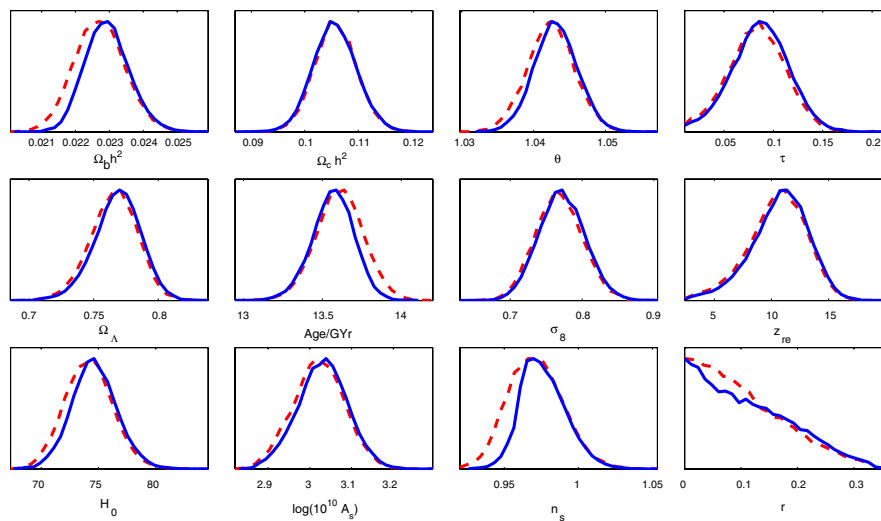 0.021 0.022 0.023 0.024 0.025 0.09 0.1 0.11 0.12 1.03 1.04 1.05 0 0.05 0.1 0.15 0.2
Ω_b h² Ω_c h² θ τ
0.7 0.75 0.8 13 13.5 14 0.7 0.8 0.9 5 10 15
Ω_Λ Age/GYr σ_8 z_re
70 75 80 2.9 3 3.1 3.2 0.95 1 1.05 0 0.1 0.2 0.3
H_0 log(10¹⁰ A_s) n_s r